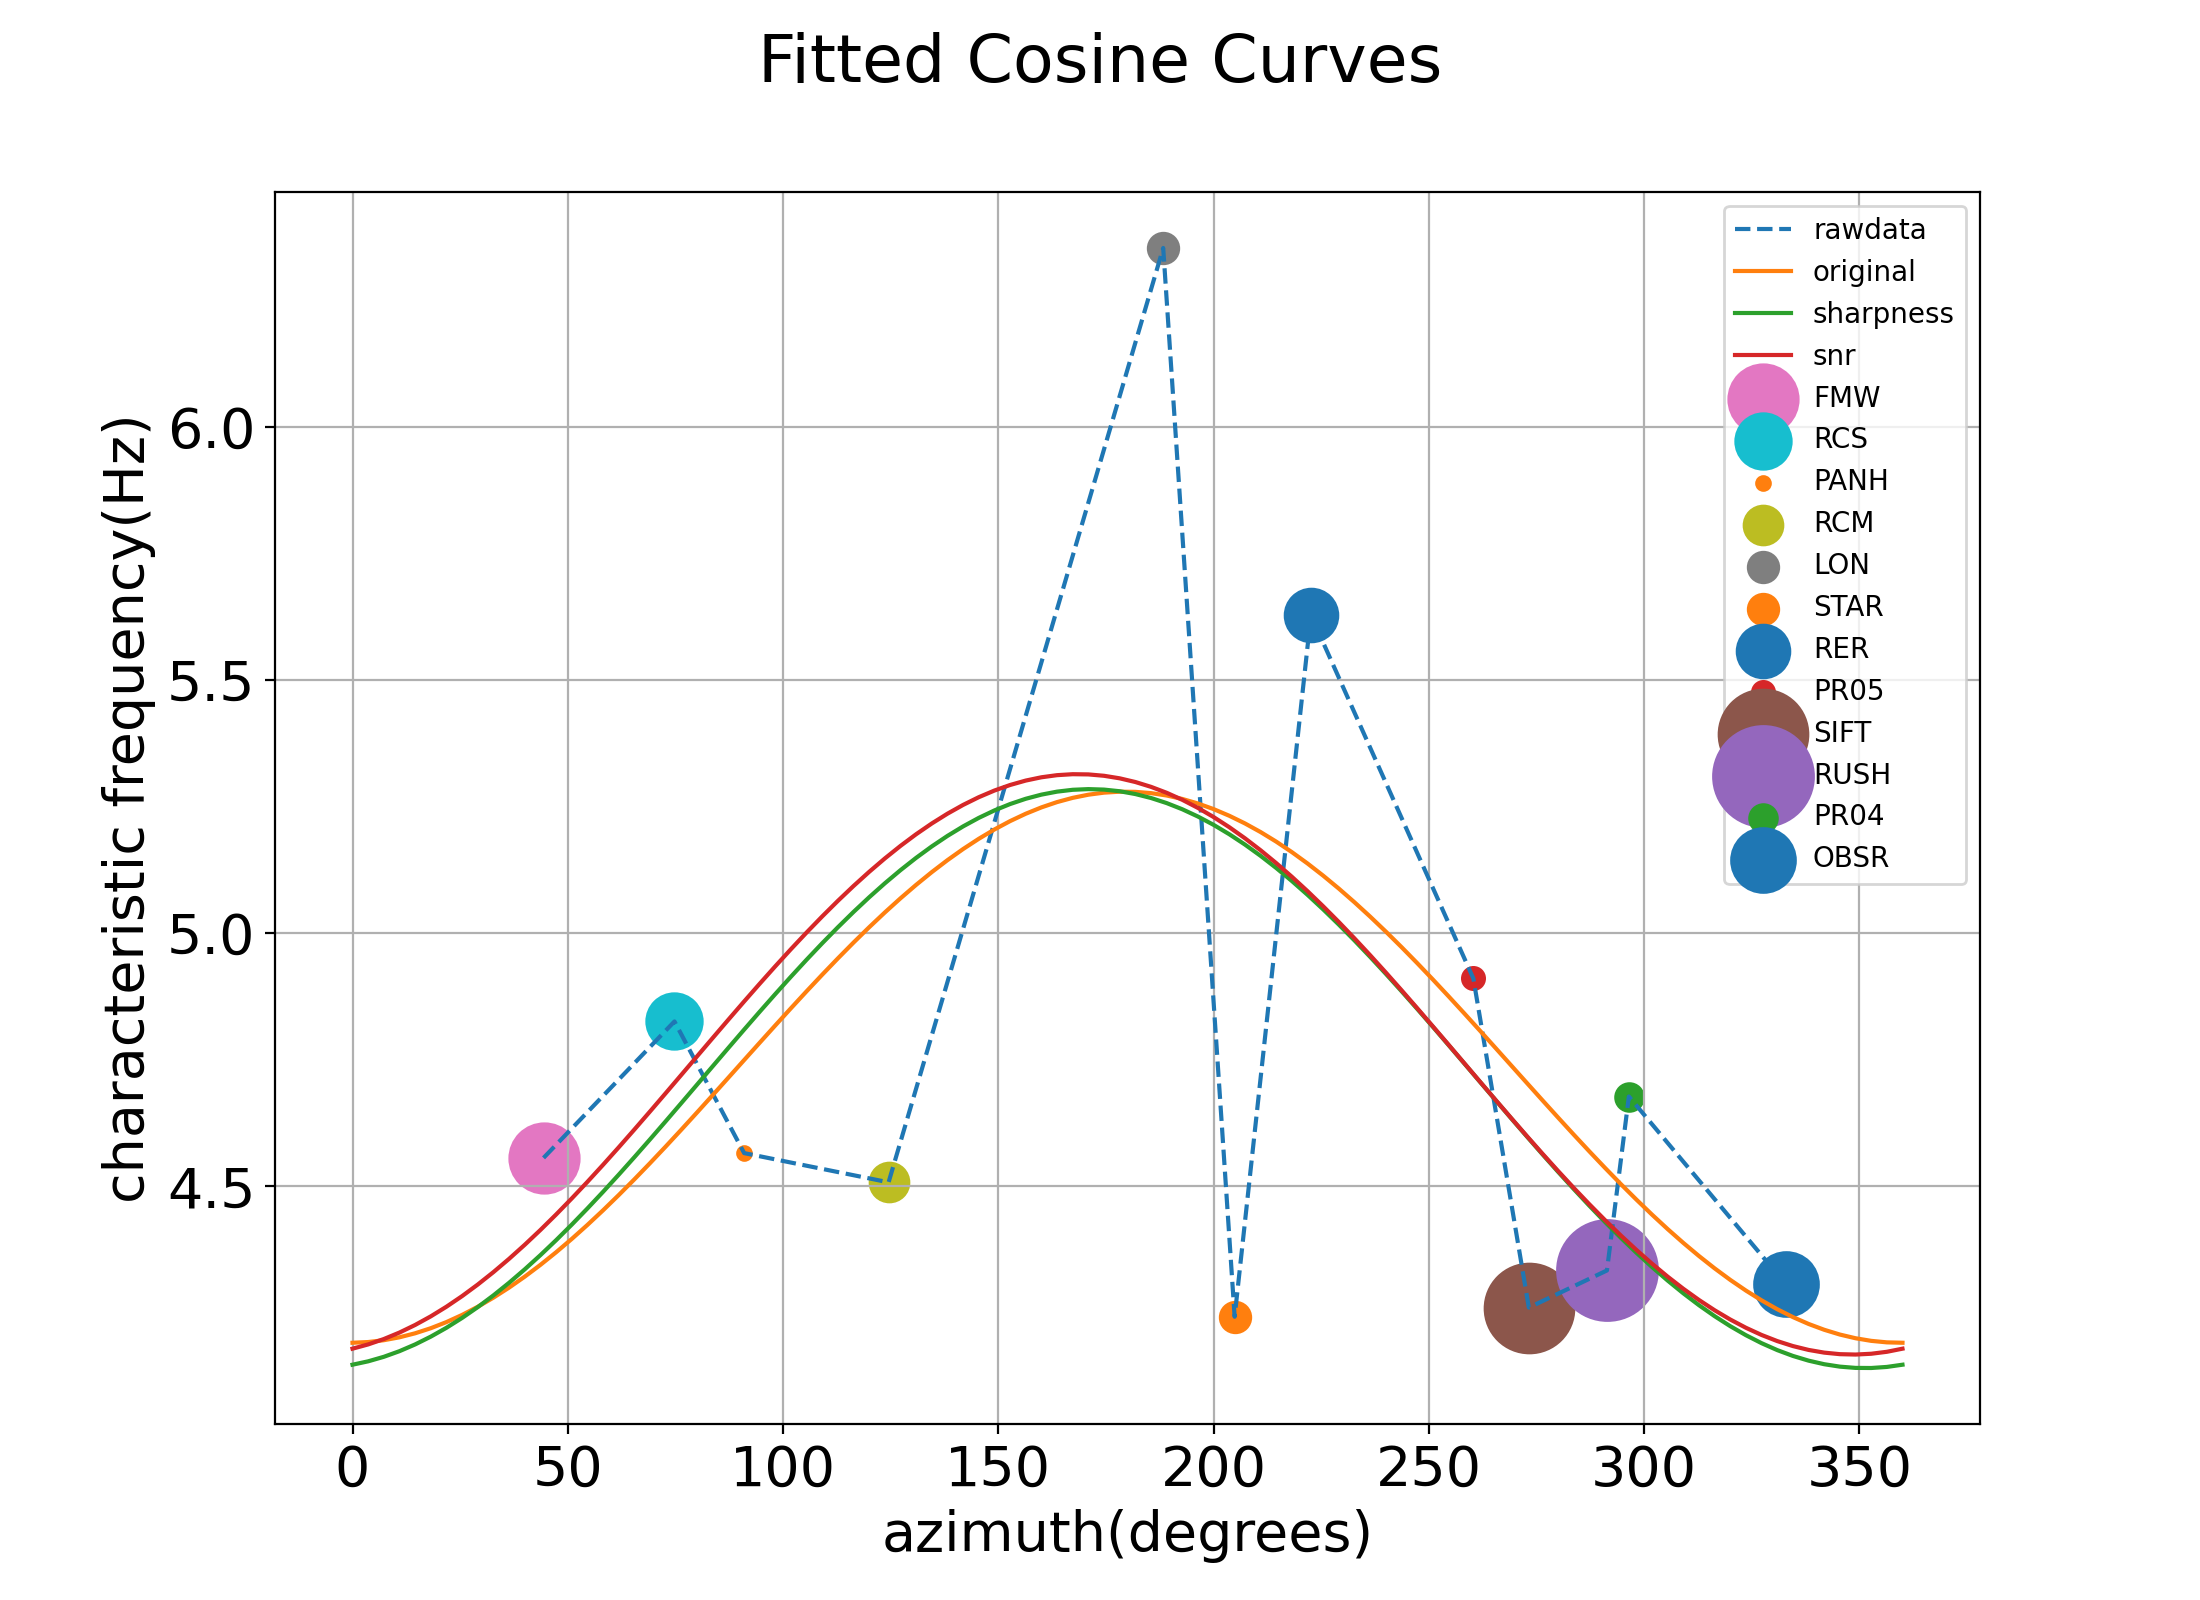 Fitted Cosine Curves
rawdata
original
sharpness
snr
FMW
RCS
PANH
RCM
LON
STAR
RER
PR05
SIFT
RUSH
PR04
OBSR
6.0
5.5
5.0
4.5
characteristic frequency(Hz)
0 50 100 150 200 250 300 350
azimuth(degrees)